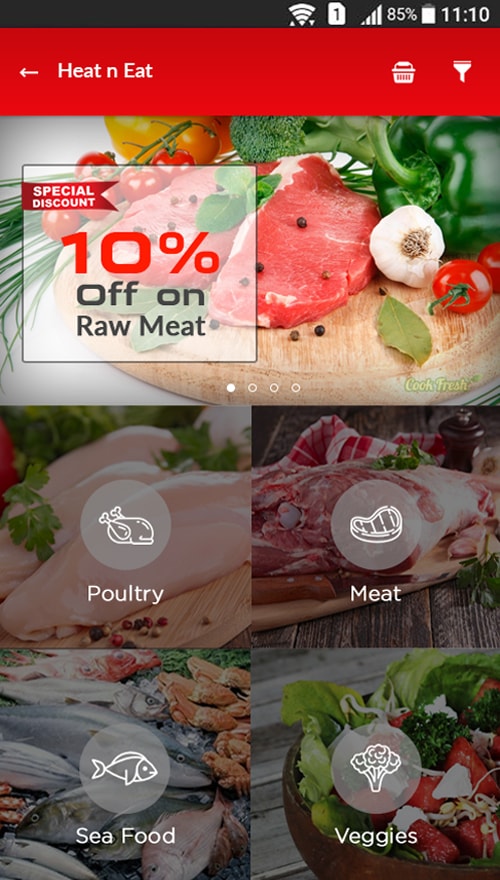 1 85% 11:10
Heat n Eat
SPECIAL
DISCOUNT
10%
Off on
Raw Meat
Cook Fresh
Poultry
Meat
Sea Food
Veggies